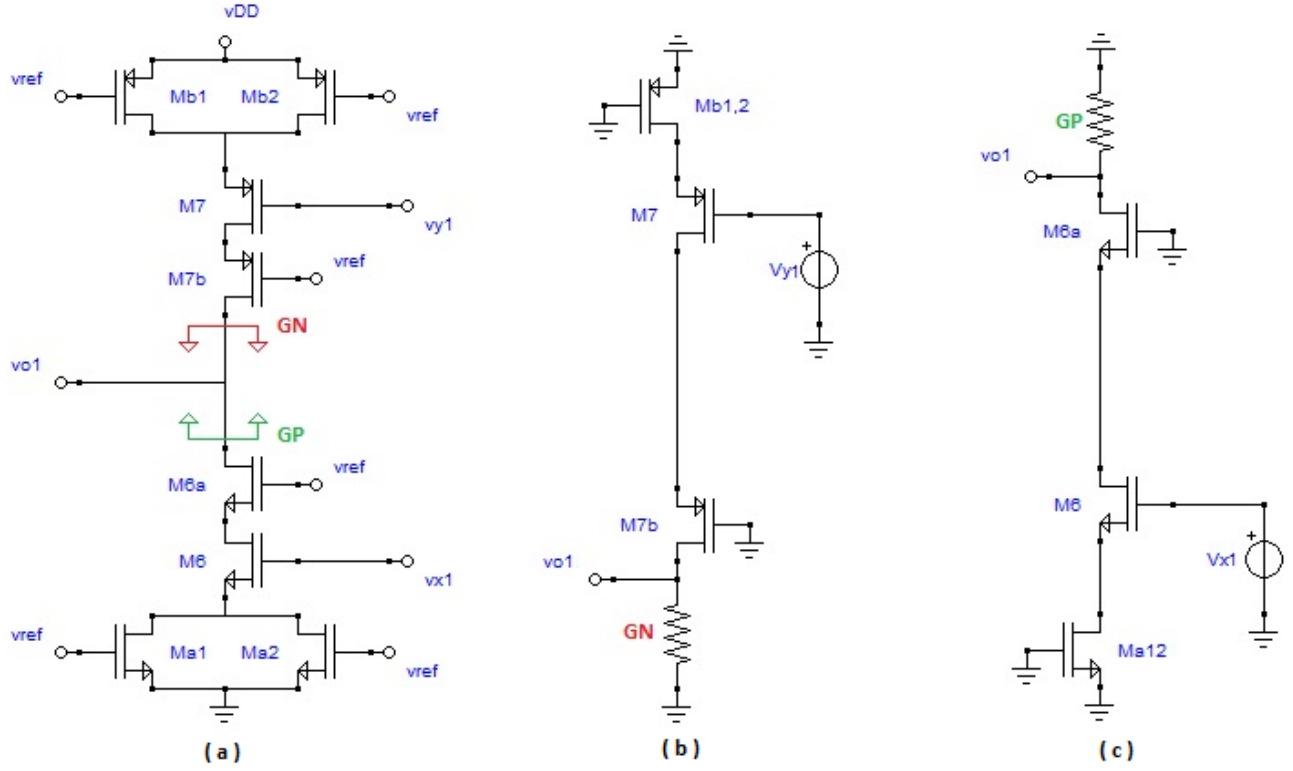 vDD
vref
Mb1
Mb2
vref
M7
vy1
M7b
vref
GN
vo1
GP
M6a
vref
M6
vx1
vref
Ma1
Ma2
vref
( a )
Mb1,2
M7
Vy1
+
M7b
vo1
GN
( b )
GP
vo1
M6a
M6
+
Vx1
Ma12
( c )